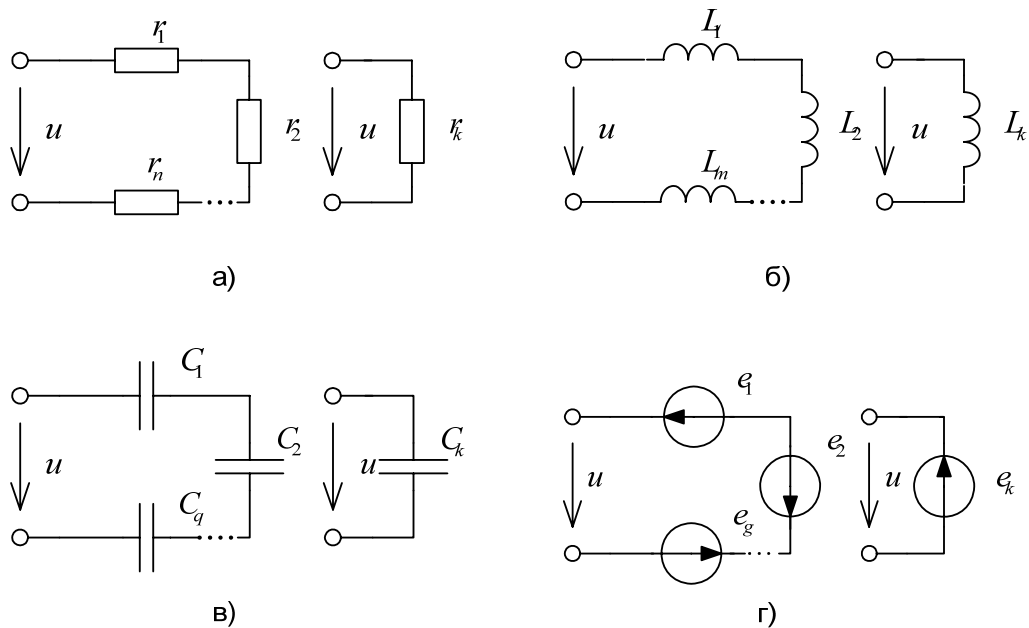 r1
u
r2
rn
u
rk
а)
L1
u
L2
Lm
u
Lk
б)
C1
u
C2
Cq
u
Ck
в)
e1
u
e2
eg
u
ek
г)